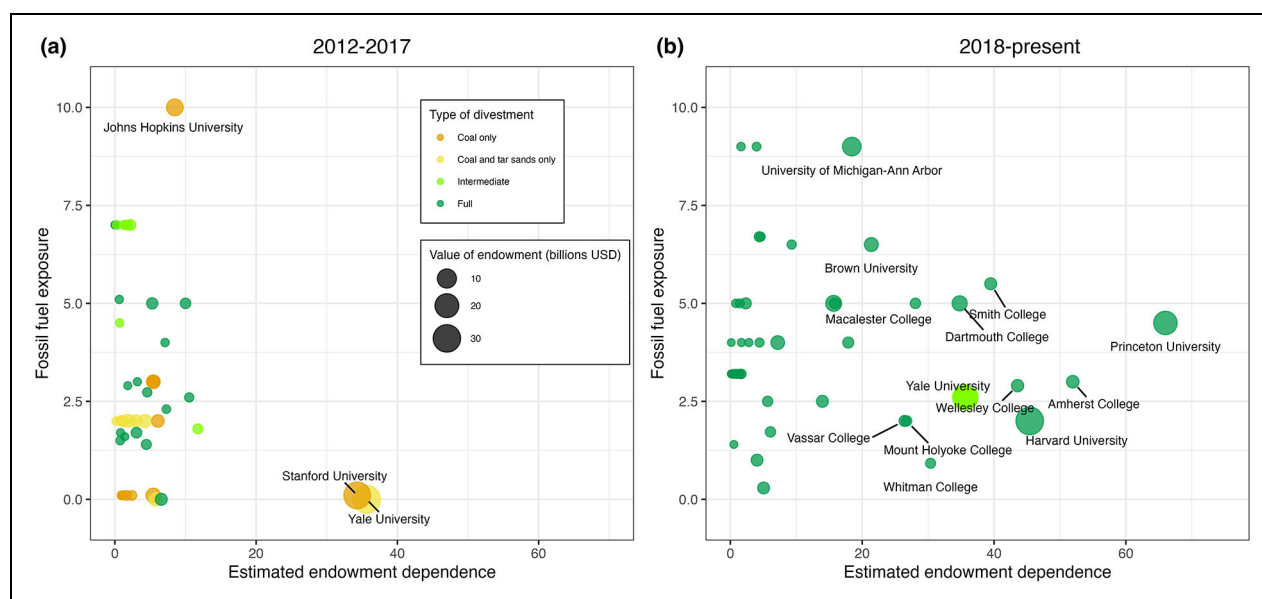 (a)
2012-2017
10.0
7.5
5.0
2.5
0.0
Fossil fuel exposure
Johns Hopkins University
Type of divestment
Coal only
Coal and tar sands only
Intermediate
Full
Value of endowment (billions USD)
10
20
30
Stanford University
Yale University
0
20
40
60
Estimated endowment dependence
(b)
2018-present
10.0
7.5
5.0
2.5
0.0
Fossil fuel exposure
University of Michigan-Ann Arbor
Brown University
Smith College
Macalester College
Dartmouth College
Princeton University
Yale University
Wellesley College
Amherst College
Vassar College
Harvard University
Mount Holyoke College
Whitman College
0
20
40
60
Estimated endowment dependence